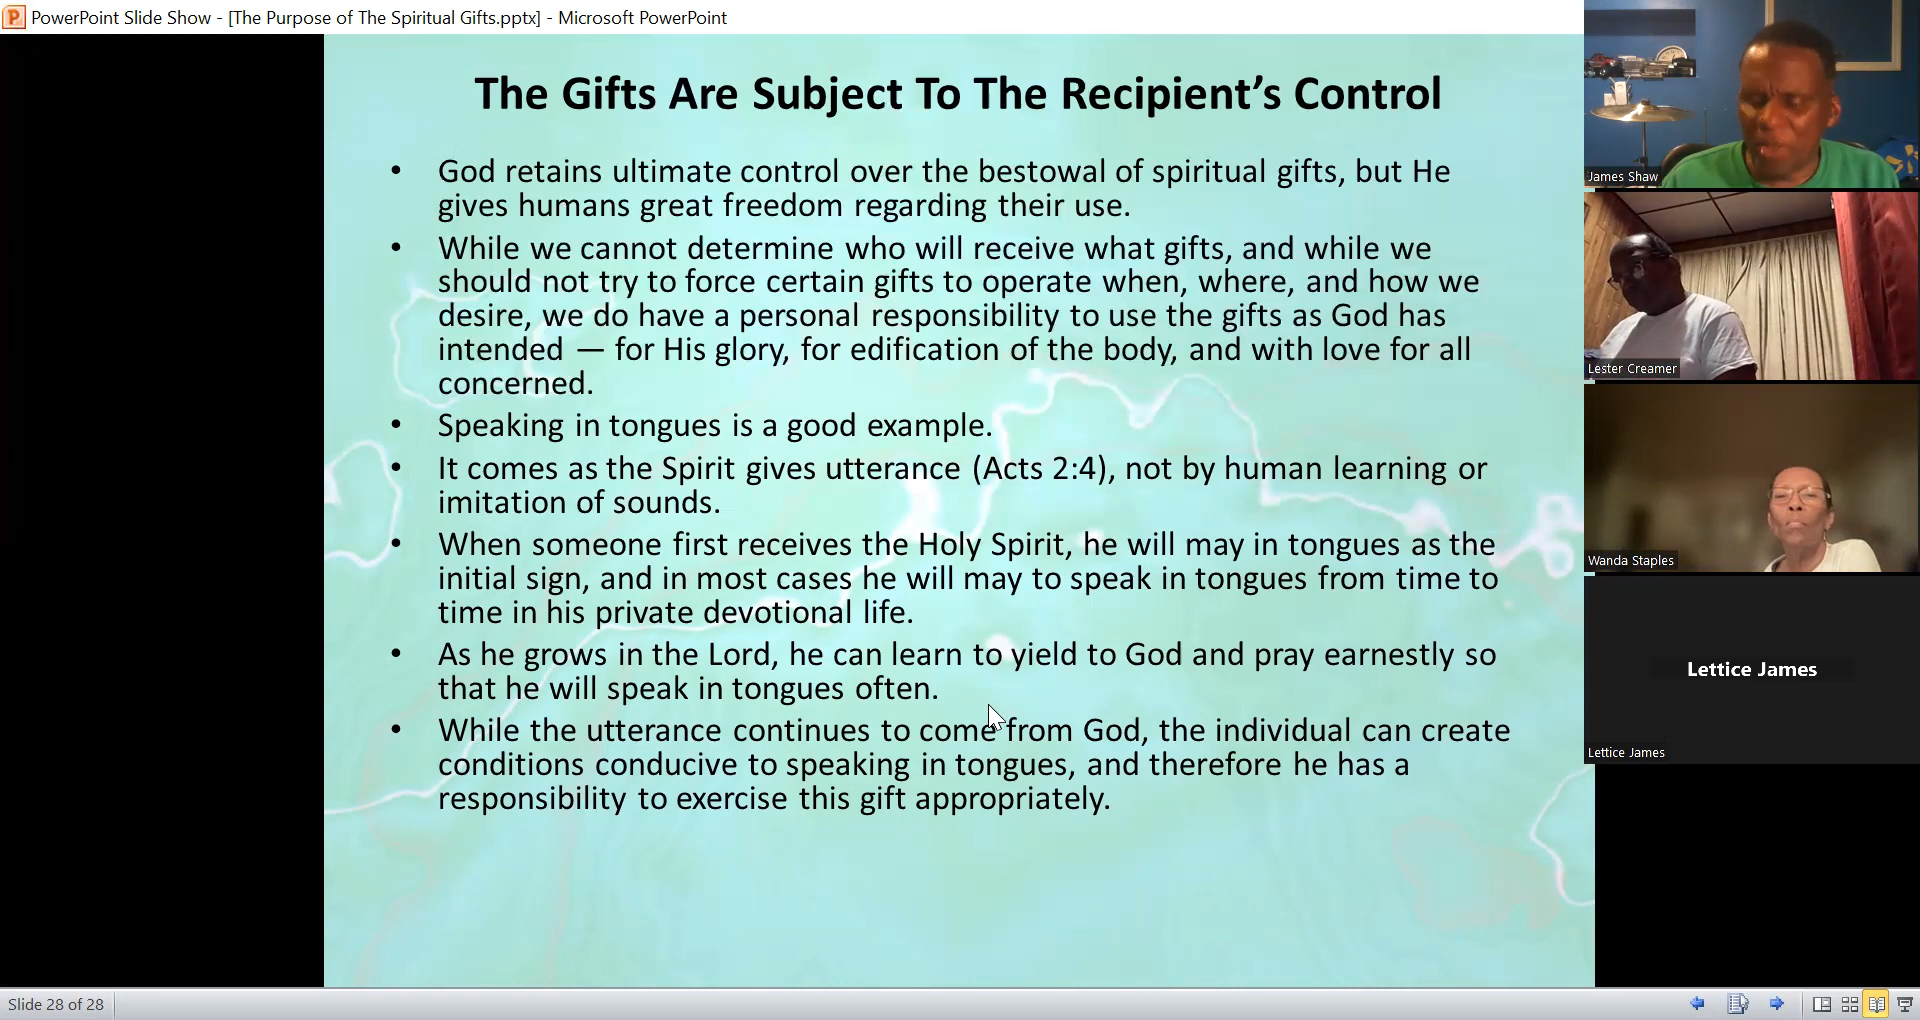 PowerPoint Slide Show - [The Purpose of The Spiritual Gifts.pptx] - Microsoft PowerPoint
The Gifts Are Subject To The Recipient's Control
• God retains ultimate control over the bestowal of spiritual gifts, but He
gives humans great freedom regarding their use.
• While we cannot determine who will receive what gifts, and while we
should not try to force certain gifts to operate when, where, and how we
desire, we do have a personal responsibility to use the gifts as God has
intended — for His glory, for edification of the body, and with love for all
concerned.
• Speaking in tongues is a good example.
• It comes as the Spirit gives utterance (Acts 2:4), not by human learning or
imitation of sounds.
• When someone first receives the Holy Spirit, he will may in tongues as the
initial sign, and in most cases he will may to speak in tongues from time to
time in his private devotional life.
• As he grows in the Lord, he can learn to yield to God and pray earnestly so
that he will speak in tongues often.
• While the utterance continues to come from God, the individual can create
conditions conducive to speaking in tongues, and therefore he has a
responsibility to exercise this gift appropriately.
James Shaw
Lester Creamer
Wanda Staples
Lettice James
Lettice James
Slide 28 of 28